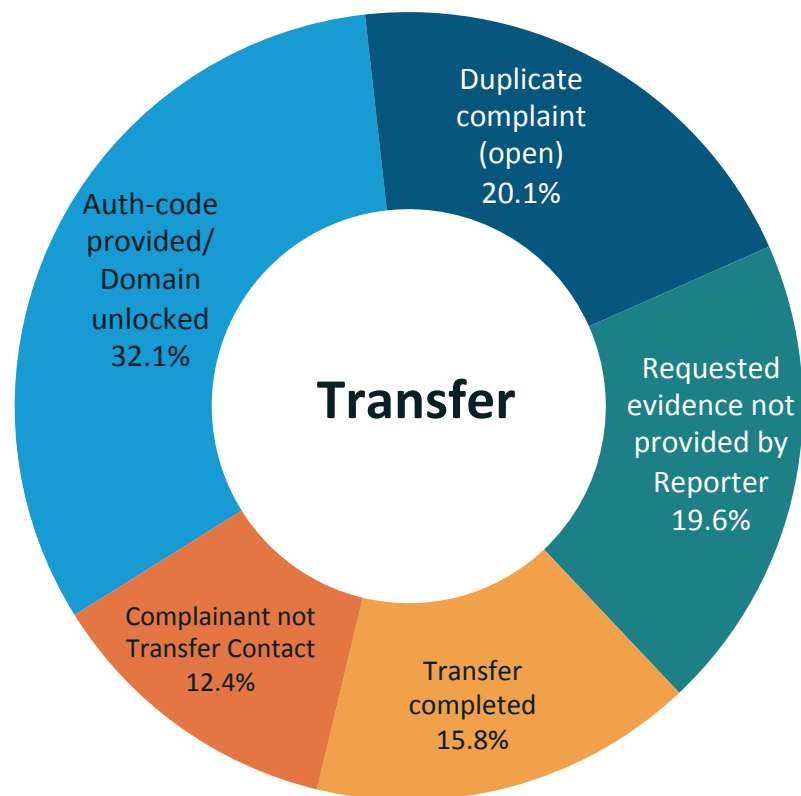 Duplicate
complaint
(open)
20.1%
Auth-code
provided/
Domain
unlocked
32.1%
Transfer
Requested
evidence not
provided by
Reporter
19.6%
Complainant not
Transfer Contact
12.4%
Transfer
completed
15.8%